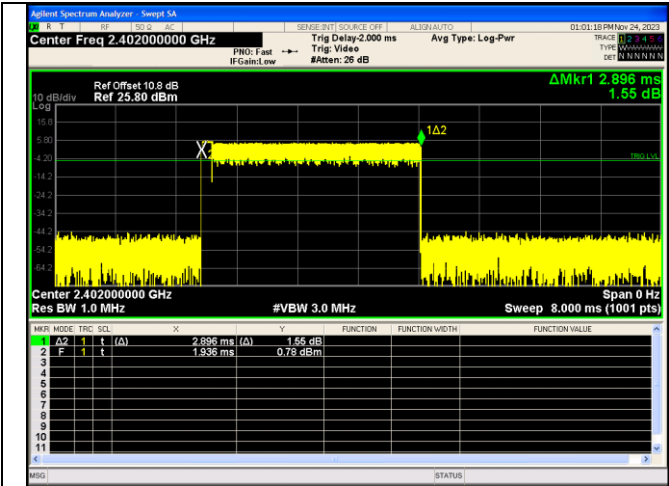 Agilent Spectrum Analyzer - Swept SA
R T RF 50 Ω AC SENSE:INT SOURCE OFF ALIGNAUTO 01:01:18 PM Nov 24, 2023
Center Freq 2.402000000 GHz Trig Delay-2.000 ms Avg Type: Log-Pwr TRACE 1 2 3 4 5 6
PNO: Fast Trig: Video TYPE
IFGain:Low #Atten: 26 dB DET N N N N N N
ΔMkr1 2.896 ms
1.55 dB
Ref Offset 10.8 dB
10 dB/div Ref 25.80 dBm
Log
15.8
5.80
-4.20
-14.2
-24.2
-34.2
-44.2
-54.2
-64.2
1Δ2
TRIG LVL
Center 2.402000000 GHz Span 0 Hz
Res BW 1.0 MHz #VBW 3.0 MHz Sweep 8.000 ms (1001 pts)
MKR MODE TRC SCL X Y FUNCTION FUNCTION WIDTH FUNCTION VALUE
1 Δ2 1 t (Δ) 2.896 ms (Δ) 1.55 dB
2 F 1 t 1.936 ms 0.78 dBm
3
4
5
6
7
8
9
10
11
MSG STATUS